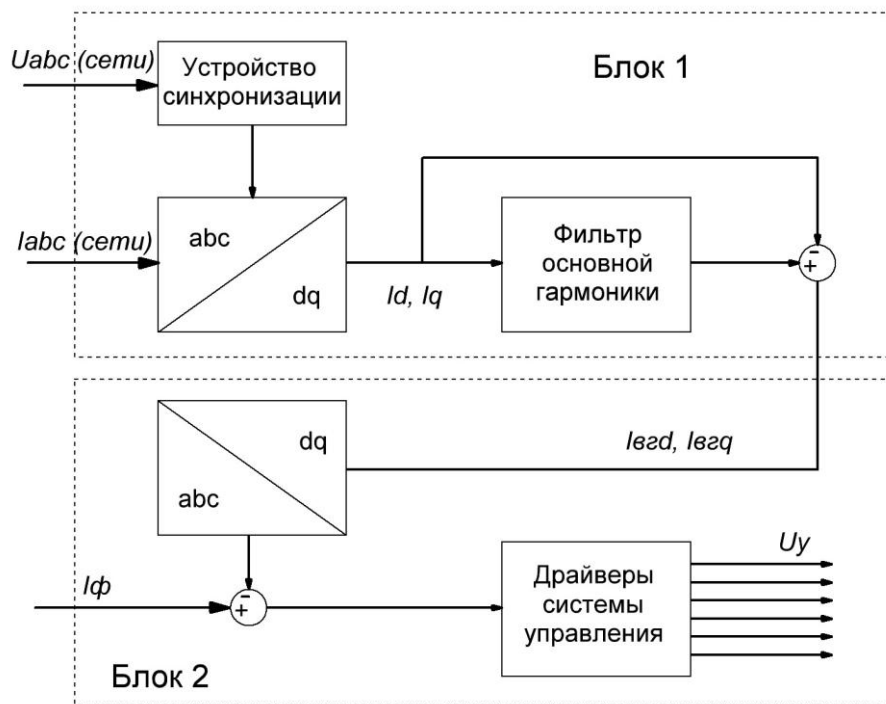 Uabc (сети)
Устройство
синхронизации
Блок 1
Iabc (сети)
abc
dq
Id, Iq
Фильтр
основной
гармоники
-
+
dq
abc
Iвгd, Iвгq
Iф
-
+
Драйверы
системы
управления
Uy
Блок 2